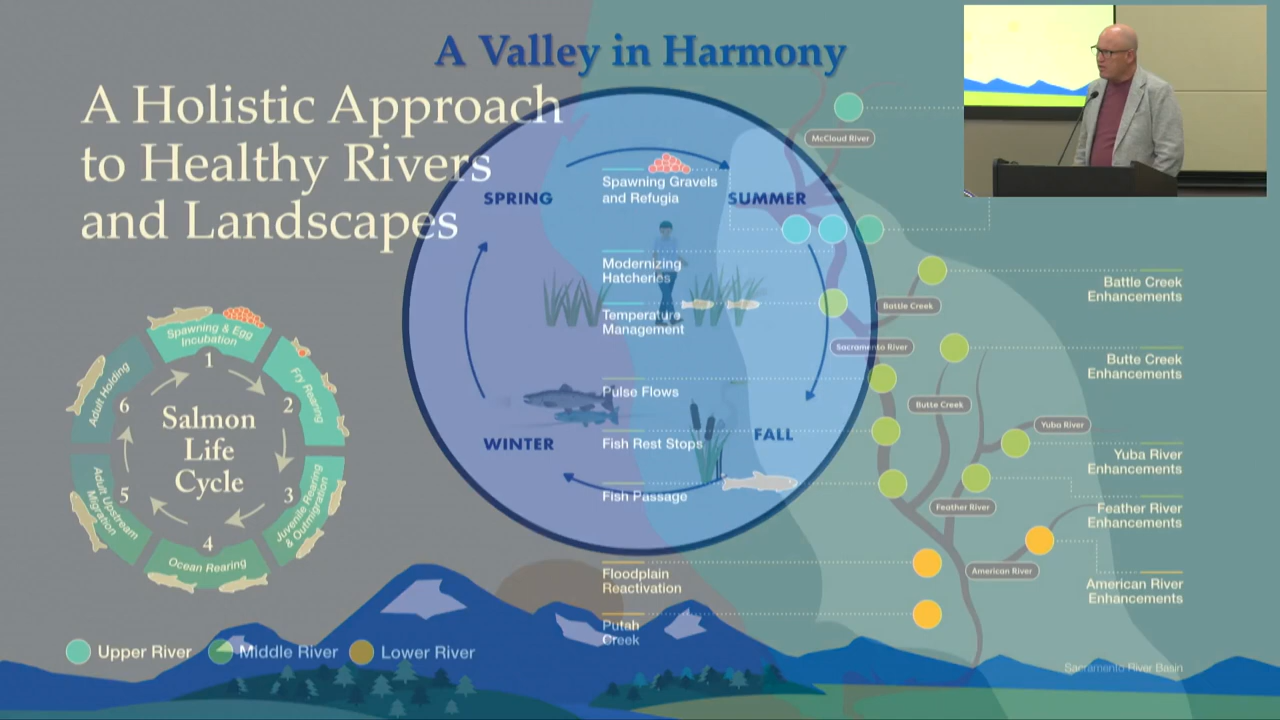 A Valley in Harmony
A Holistic Approach
to Healthy Rivers
and Landscapes
McCloud River
SPRING
Spawning Gravels
and Refugia
SUMMER
Modernizing
Hatcheries
Temperature
Management
Battle Creek
Battle Creek
Enhancements
Sacramento River
Butte Creek
Enhancements
Pulse Flows
Butte Creek
WINTER
Fish Rest Stops
FALL
Yuba River
Yuba River
Enhancements
Fish Passage
Feather River
Feather River
Enhancements
Floodplain
Reactivation
American River
American River
Enhancements
Putah
Creek
Salmon
Life
Cycle
Spawning & Egg
Incubation
1
Fry Rearing
2
Juvenile Rearing
& Outmigration
3
4
Ocean Rearing
Adult Upstream
Migration
5
Adult Holding
6
Upper River
Middle River
Lower River
Sacramento River Basin